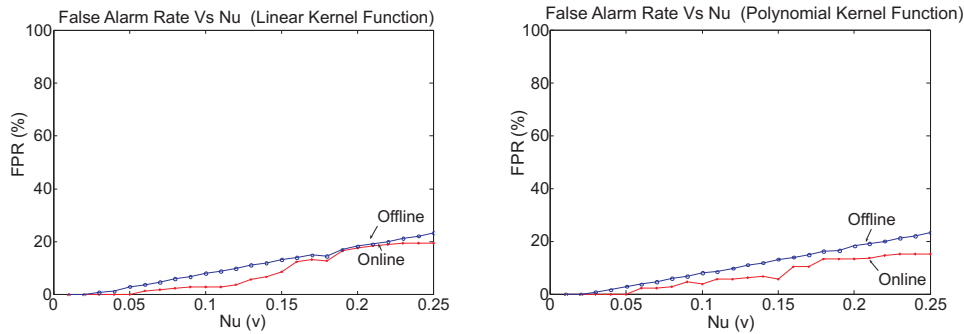 False Alarm Rate Vs Nu (Linear Kernel Function)
100
80
60
40
20
0
FPR (%)
Offline
Online
0 0.05 0.1 0.15 0.2 0.25
Nu (v)
False Alarm Rate Vs Nu (Polynomial Kernel Function)
100
80
60
40
20
0
FPR (%)
Offline
Online
0 0.05 0.1 0.15 0.2 0.25
Nu (v)